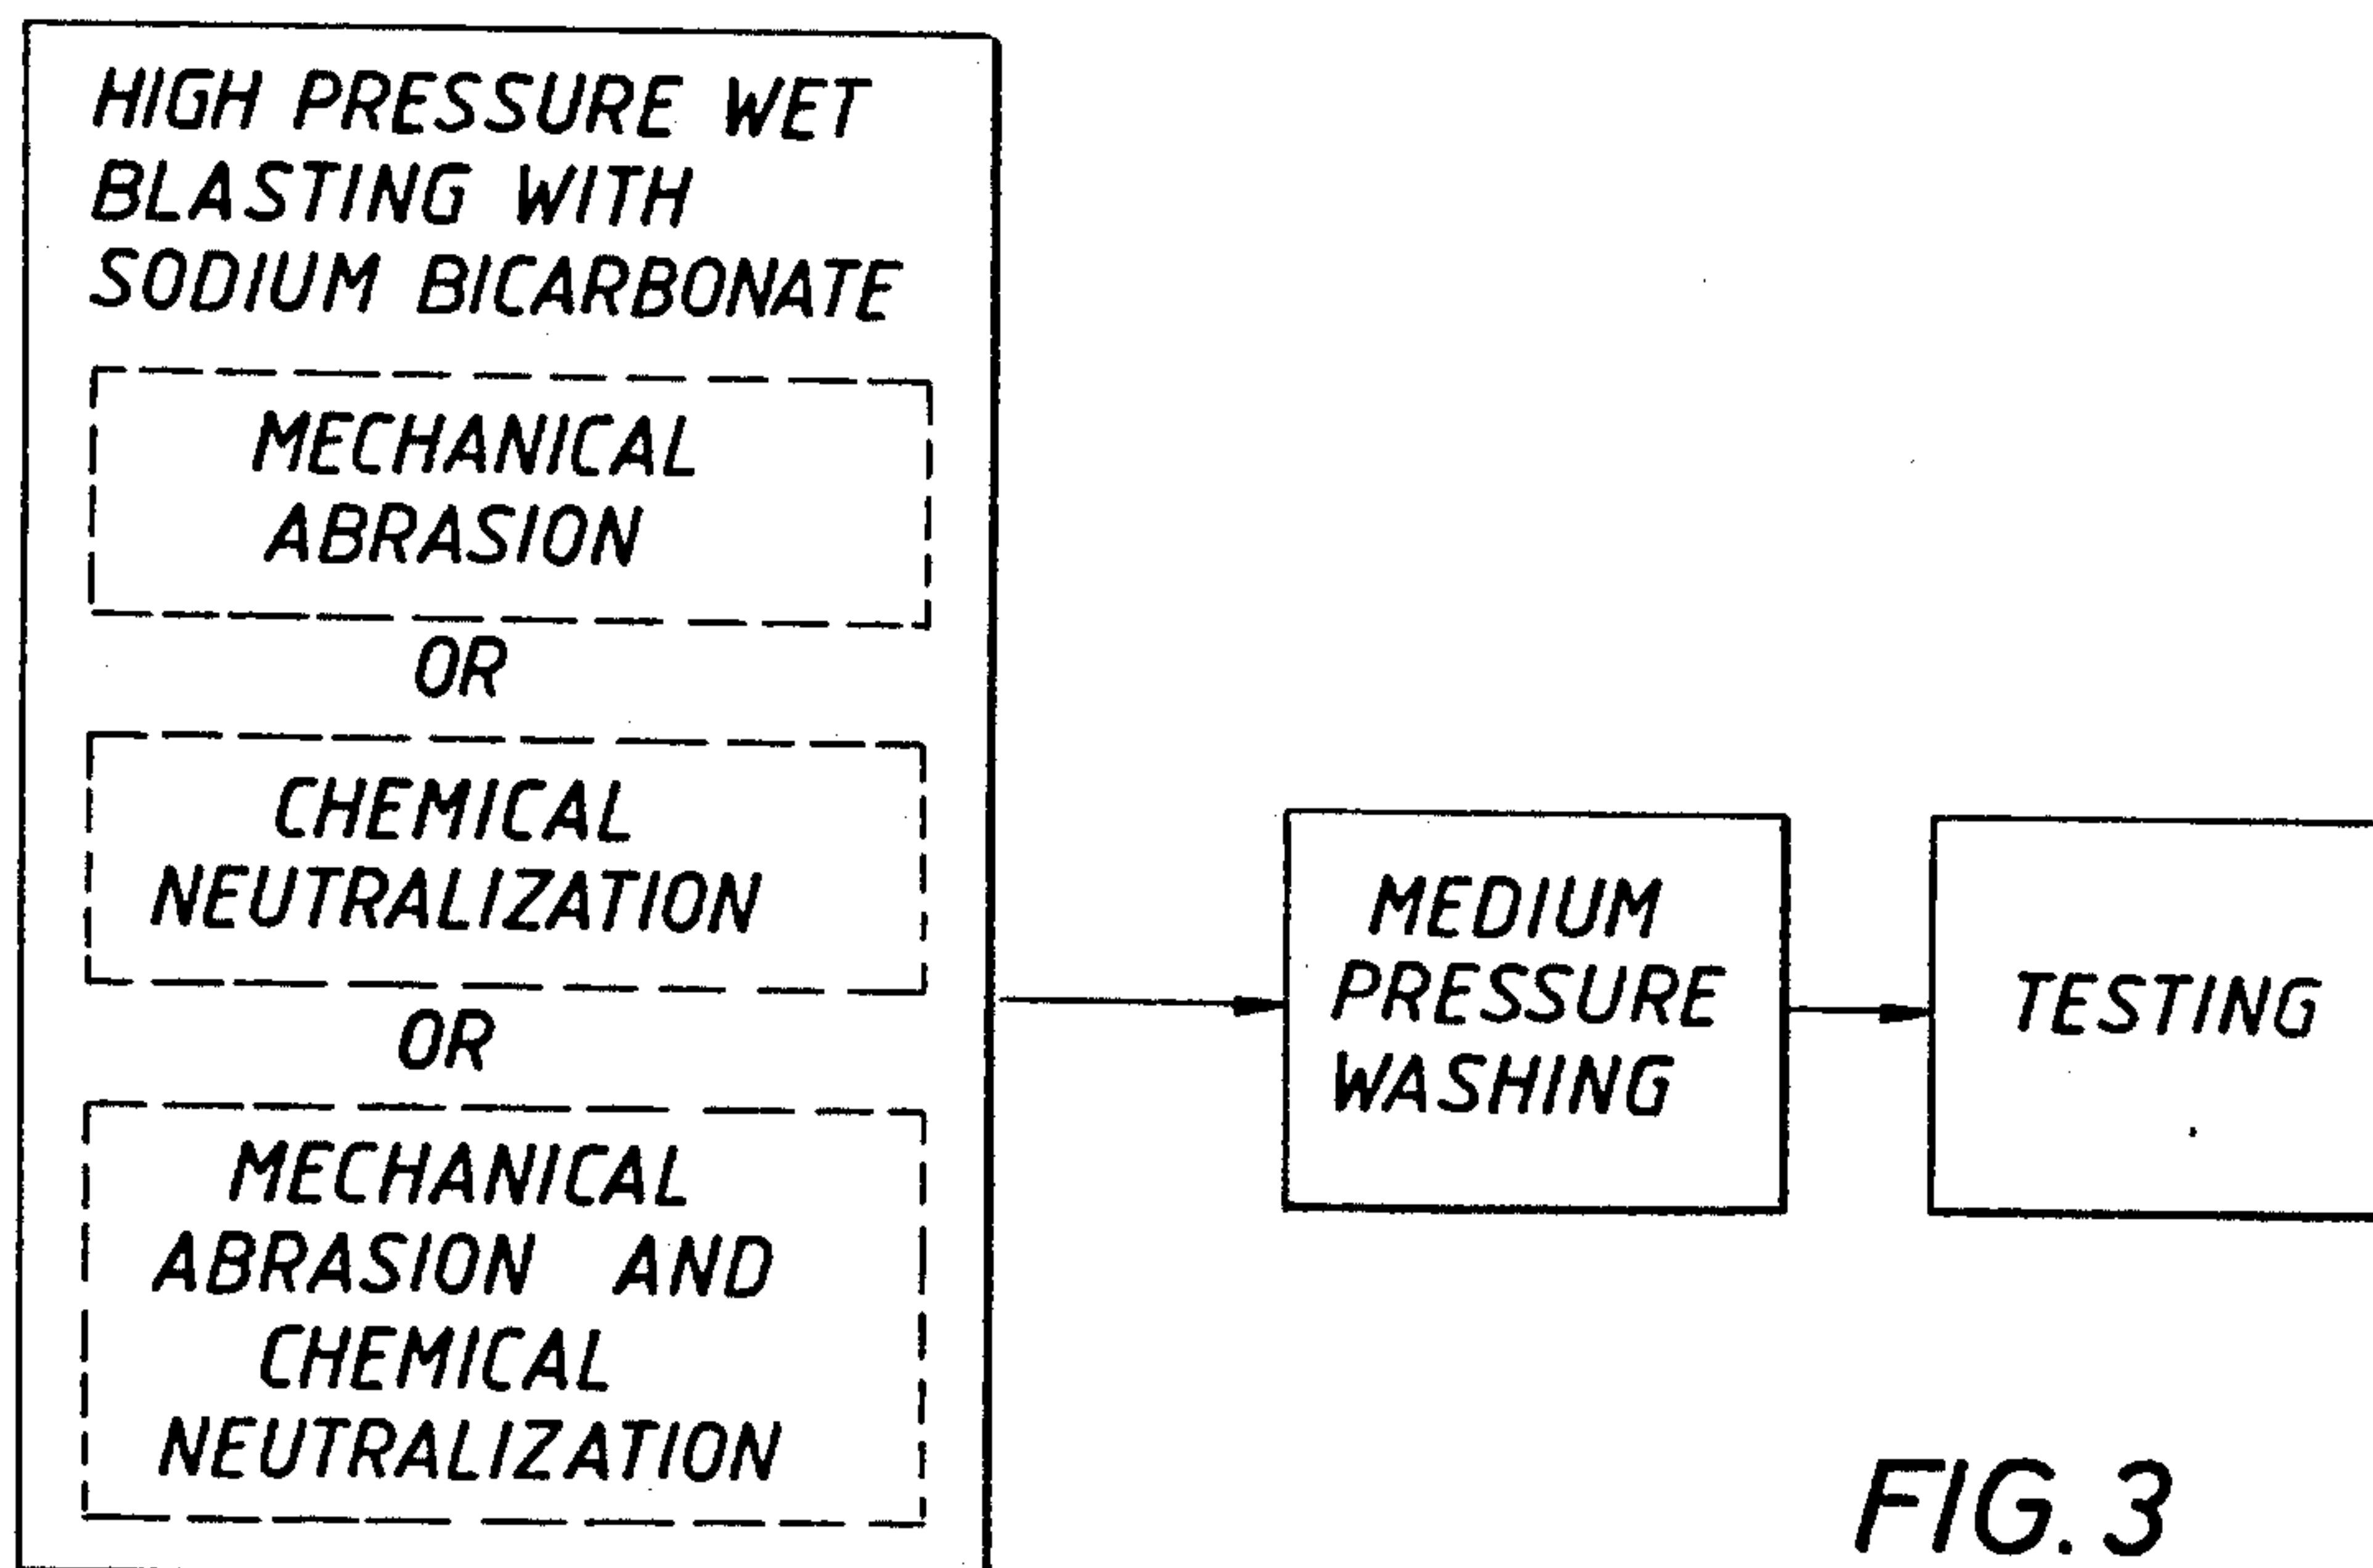 HIGH PRESSURE WET
BLASTING WITH
SODIUM BICARBONATE
MECHANICAL
ABRASION
OR
CHEMICAL
NEUTRALIZATION
OR
MECHANICAL
ABRASION AND
CHEMICAL
NEUTRALIZATION
MEDIUM
PRESSURE
WASHING
TESTING
FIG. 3